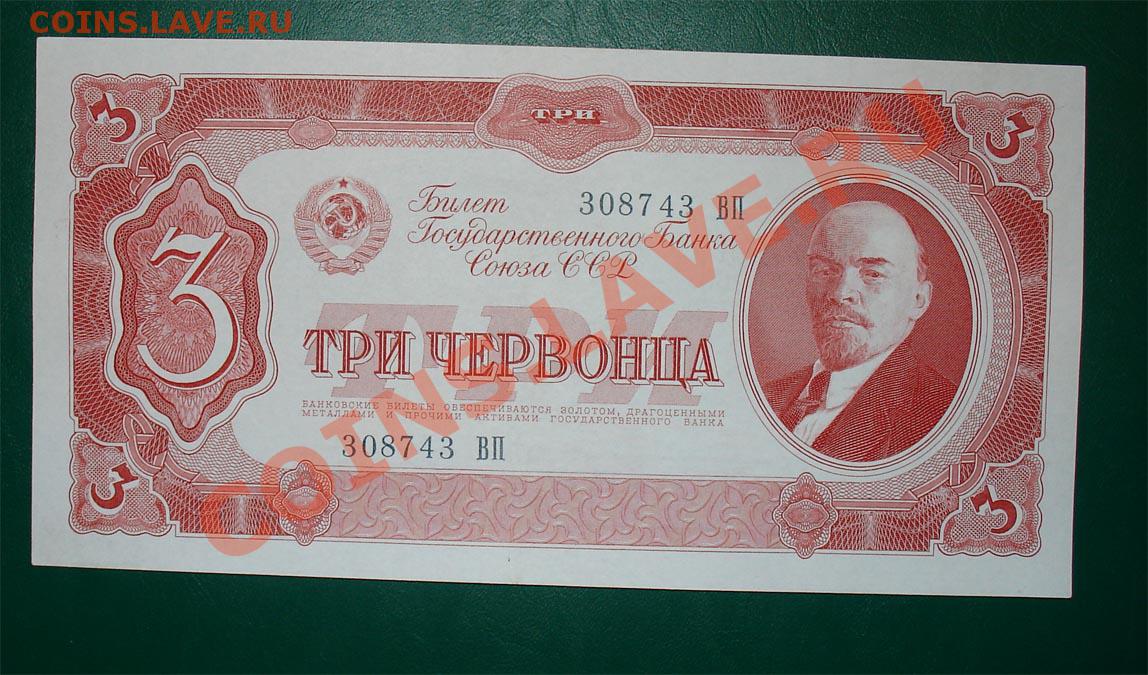 COINS.LAVE.RU
3
ТРИ
3
Билет 308743 ВП
Государственного Банка
Союза ССР
3
ТРИ
ТРИ ЧЕРВОНЦА
БАНКОВСКИЕ БИЛЕТЫ ОБЕСПЕЧИВАЮТСЯ ЗОЛОТОМ, ДРАГОЦЕННЫМИ
МЕТАЛЛАМИ И ПРОЧИМИ АКТИВАМИ ГОСУДАРСТВЕННОГО БАНКА
308743 ВП
3
3
COINS.LAVE.RU